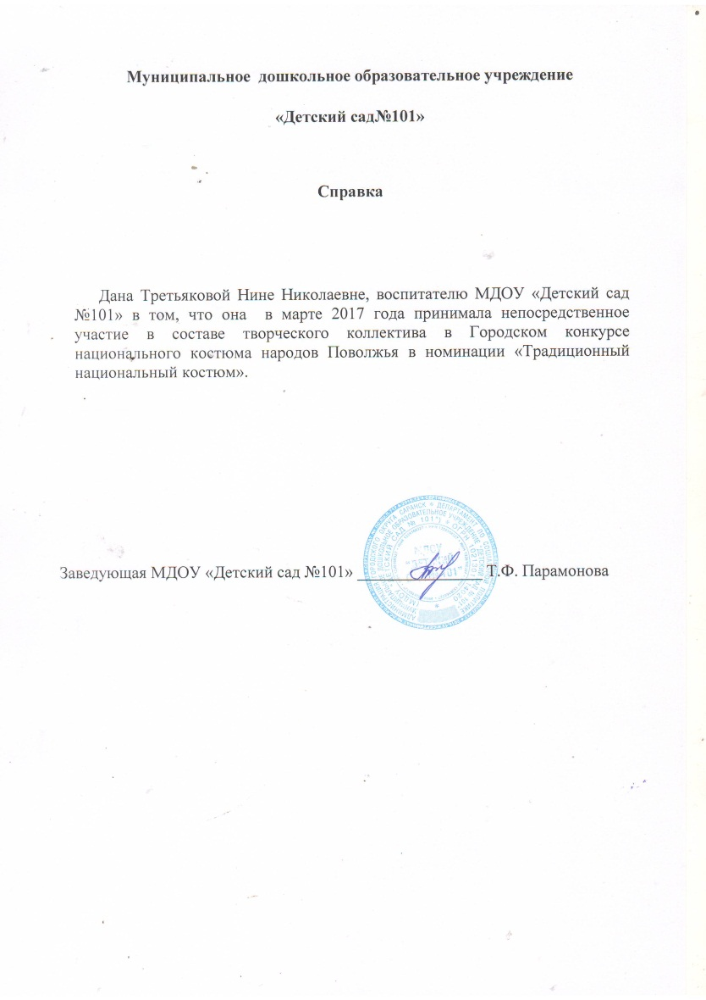 Муниципальное дошкольное образовательное учреждение
«Детский сад№101»
Справка
Дана Третьяковой Нине Николаевне, воспитателю МДОУ «Детский сад
№101» в том, что она в марте 2017 года принимала непосредственное
участие в составе творческого коллектива в Городском конкурсе
национального костюма народов Поволжья в номинации «Традиционный
национальный костюм».
Заведующая МДОУ «Детский сад №101» _______________ Т.Ф. Парамонова